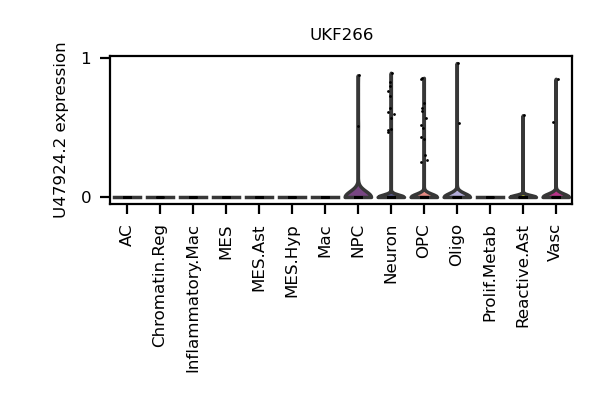 UKF266
U47924.2 expression
1
0
AC
Chromatin.Reg
Inflammatory.Mac
MES
MES.Ast
MES.Hyp
Mac
NPC
Neuron
OPC
Oligo
Prolif.Metab
Reactive.Ast
Vasc